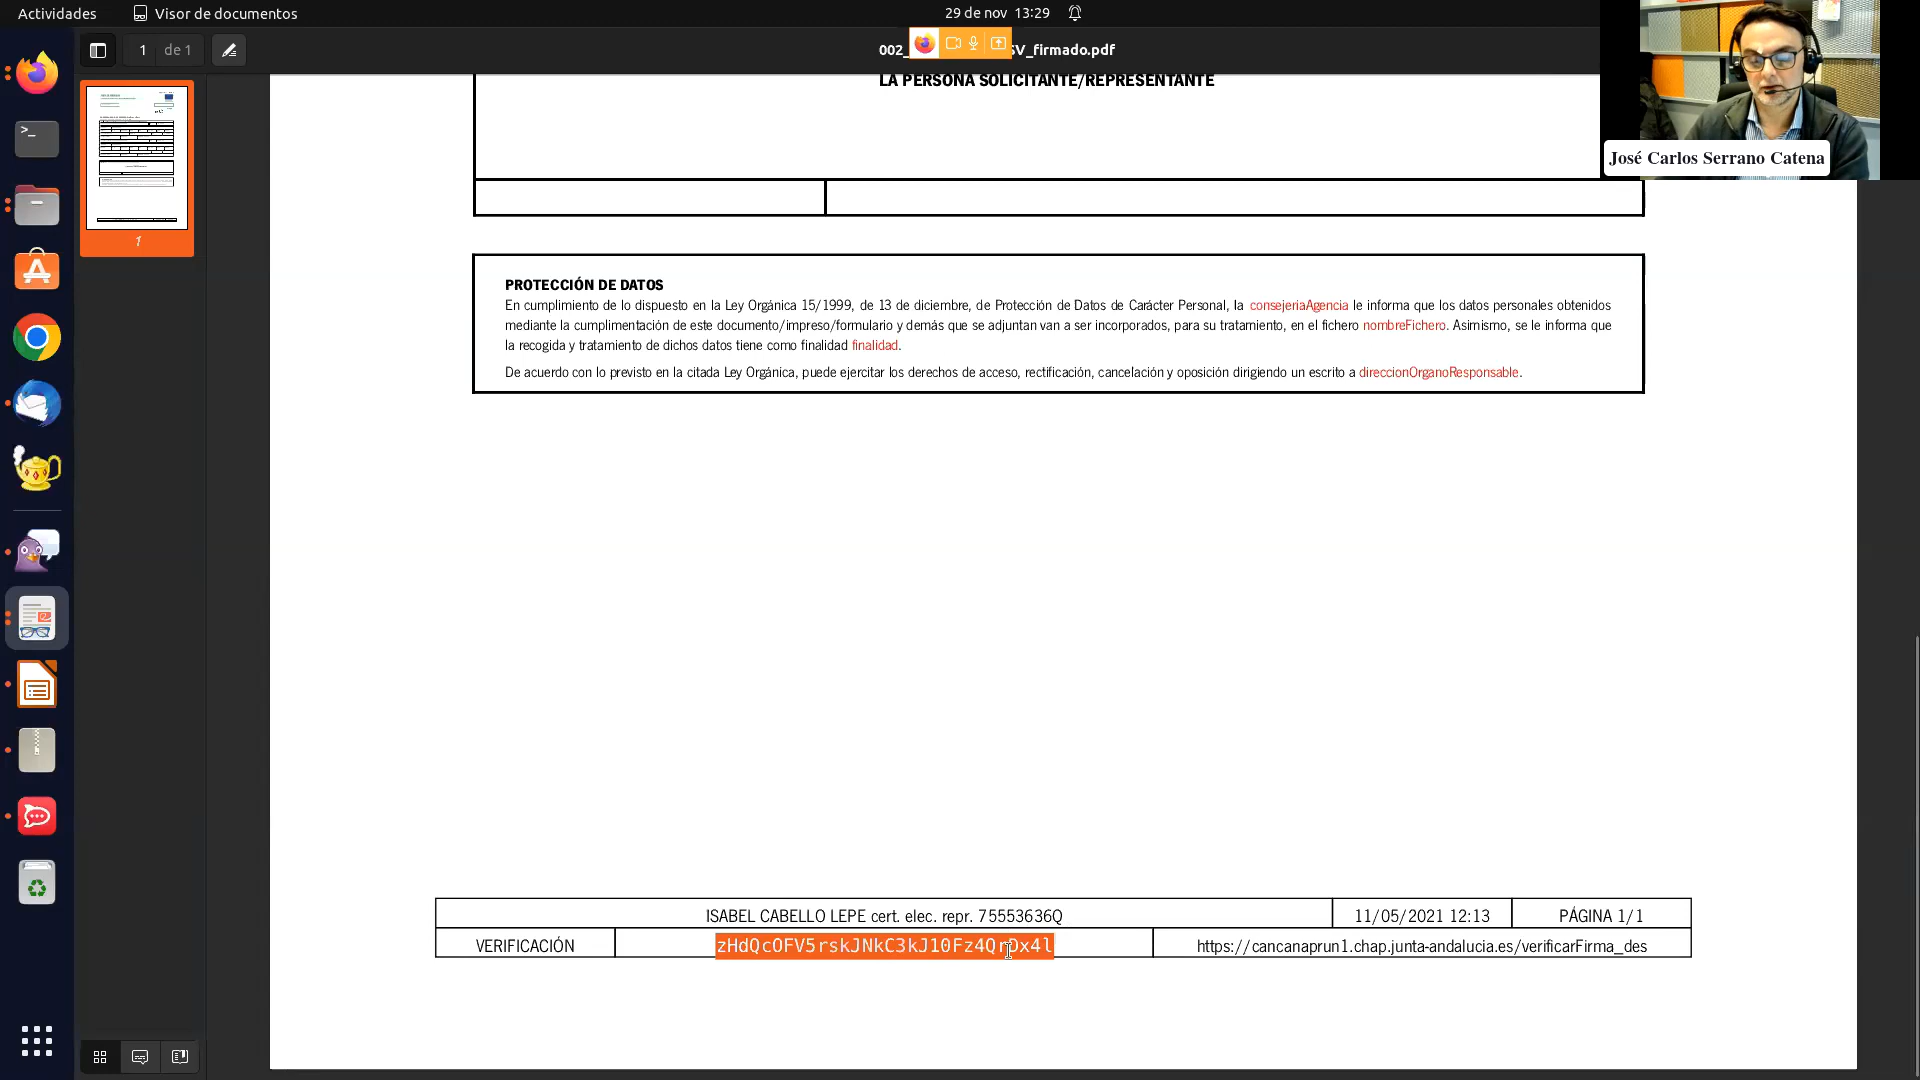 Actividades
Visor de documentos
29 de nov 13:29
1 de 1
002_
SV_firmado.pdf
José Carlos Serrano Catena
1
LA PERSONA SOLICITANTE/REPRESENTANTE
PROTECCIÓN DE DATOS
En cumplimiento de lo dispuesto en la Ley Orgánica 15/1999, de 13 de diciembre, de Protección de Datos de Carácter Personal, la consejeriaAgencia le informa que los datos personales obtenidos
mediante la cumplimentación de este documento/impreso/formulario y demás que se adjuntan van a ser incorporados, para su tratamiento, en el fichero nombreFichero. Asimismo, se le informa que
la recogida y tratamiento de dichos datos tiene como finalidad finalidad.
De acuerdo con lo previsto en la citada Ley Orgánica, puede ejercitar los derechos de acceso, rectificación, cancelación y oposición dirigiendo un escrito a direccionOrganoResponsable.
ISABEL CABELLO LEPE cert. elec. repr. 75553636Q
11/05/2021 12:13
PÁGINA 1/1
VERIFICACIÓN
zHdQcOFV5rskJNkC3kJ10Fz4QrDx4l
https://cancanaprun1.chap.junta-andalucia.es/verificarFirma_des